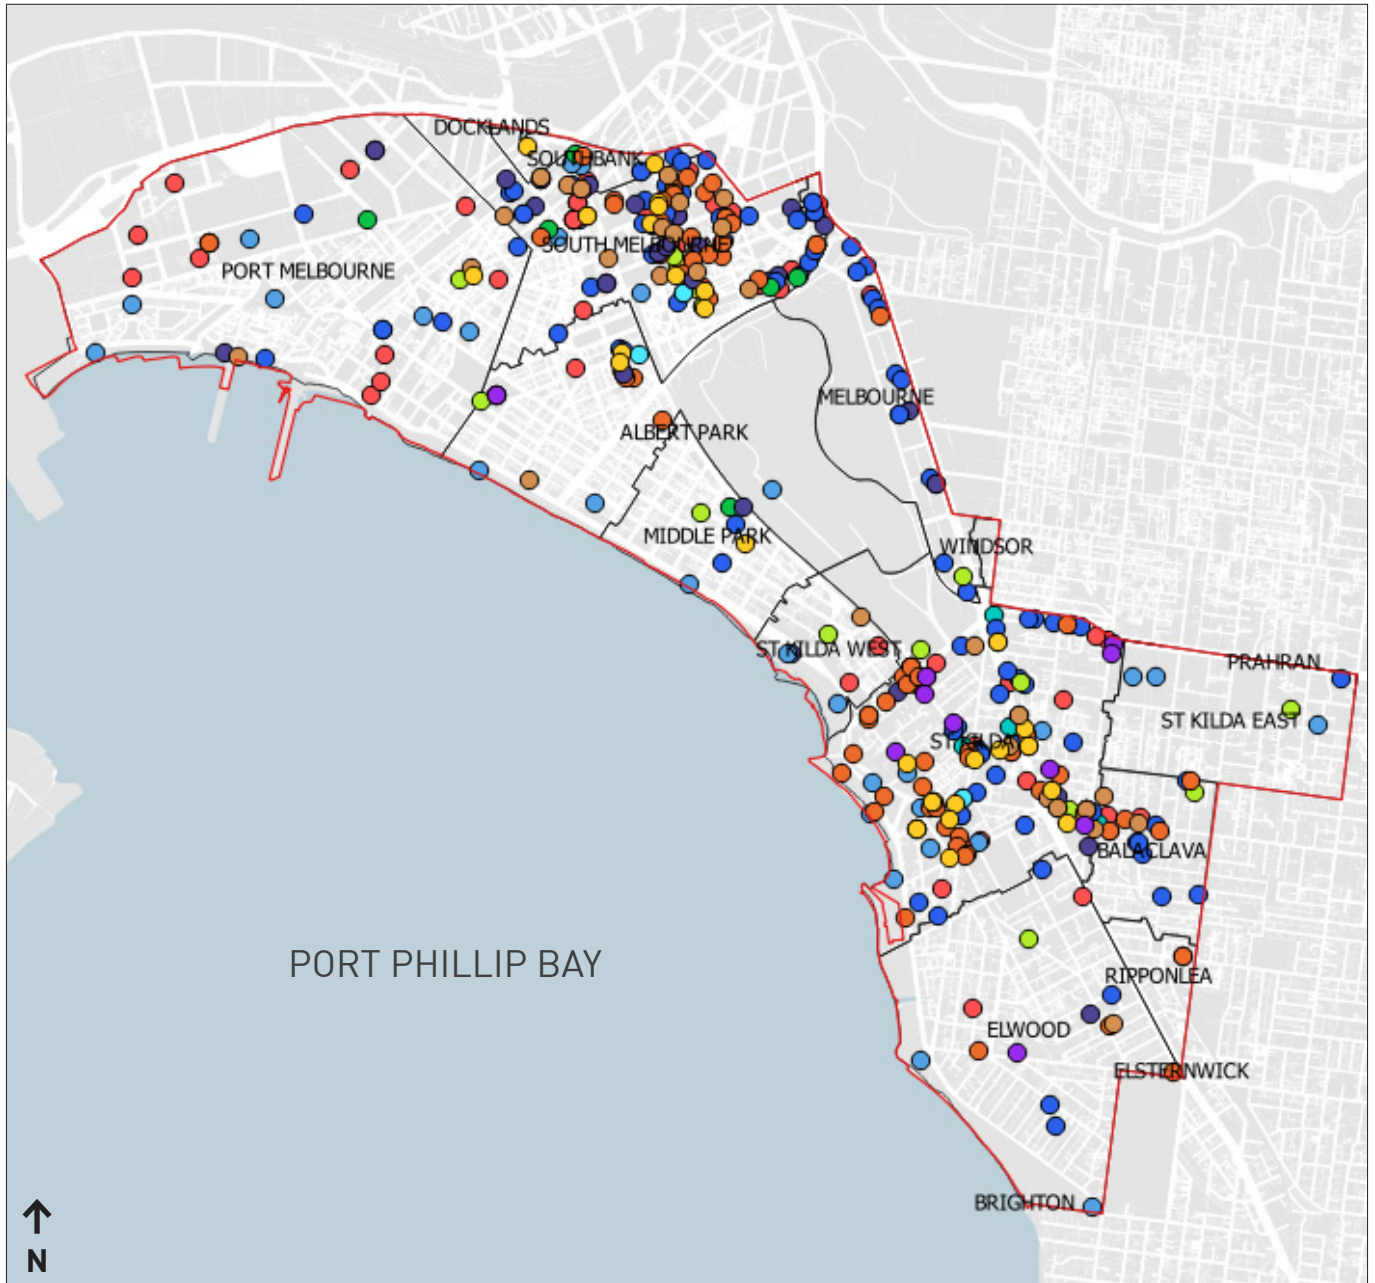 DOCKLANDS
SOUTHBANK
SOUTH MELBOURNE
PORT MELBOURNE
MELBOURNE
ALBERT PARK
MIDDLE PARK
WINDSOR
ST KILDA WEST
PRAHRAN
ST KILDA EAST
ST KILDA
BALACLAVA
PORT PHILLIP BAY
RIPPONLEA
ELWOOD
ELSTERNWICK
BRIGHTON
N